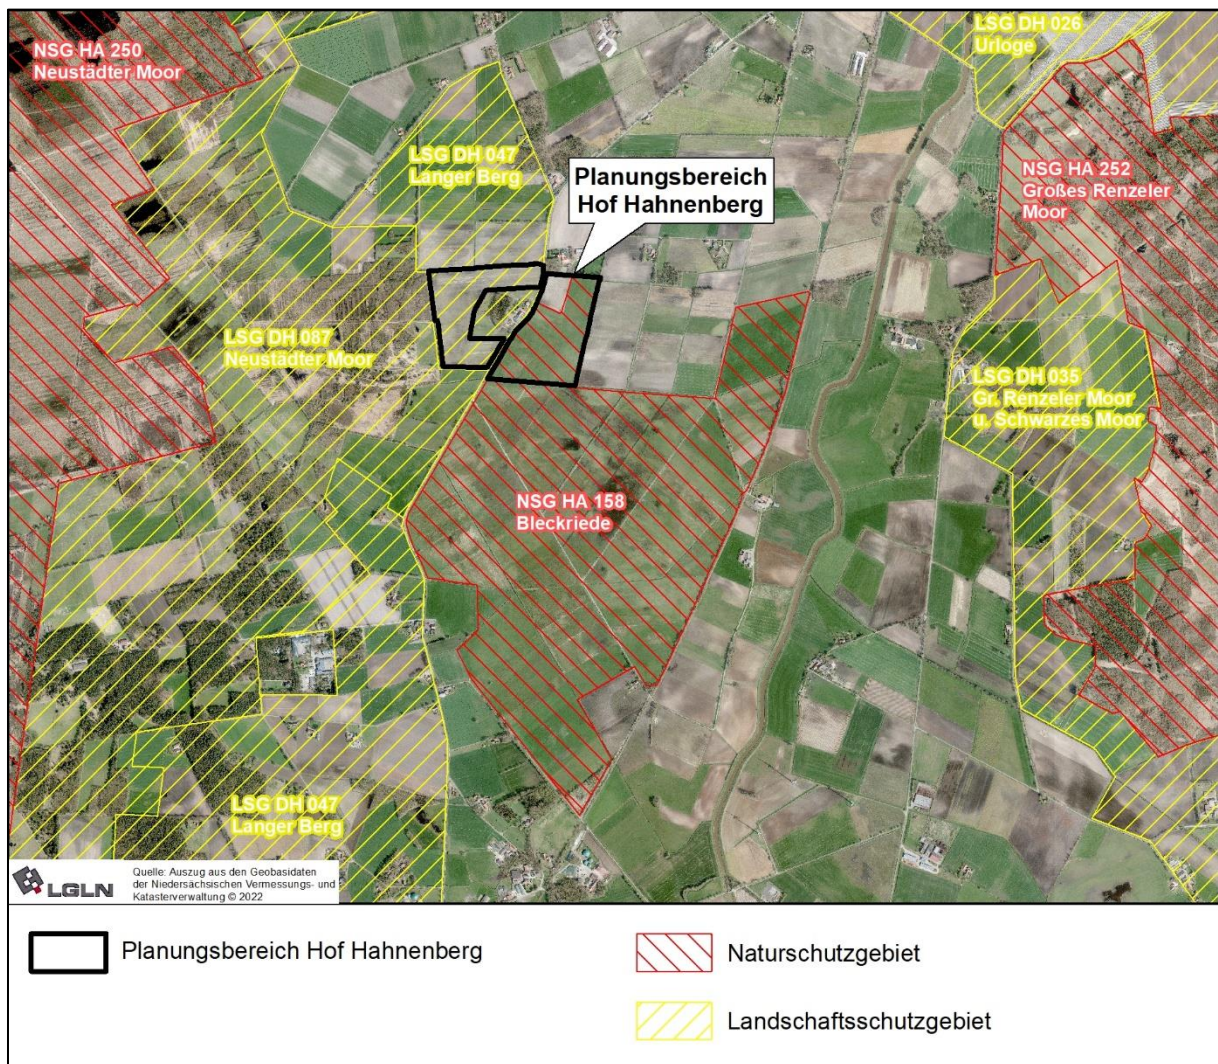 NSG HA 250
Neustädter Moor
LSG DH 026
Urloge
LSG DH 047
Langer Berg
Planungsbereich
Hof Hahnenberg
NSG HA 252
Großes Renzeler
Moor
LSG DH 087
Neustädter Moor
LSG DH 035
Gr. Renzeler Moor
u. Schwarzes Moor
NSG HA 158
Bleckriede
LSG DH 047
Langer Berg
LGLN
Quelle: Auszug aus den Geobasidaten
der Niedersächsischen Vermessungs- und
Katasterverwaltung © 2022
Planungsbereich Hof Hahnenberg
Naturschutzgebiet
Landschaftsschutzgebiet